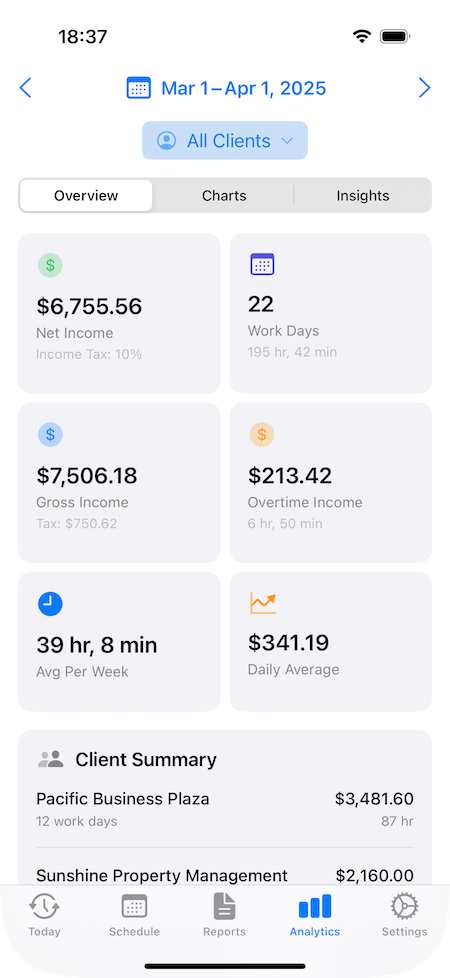 18:37
Mar 1–Apr 1, 2025
All Clients
Overview
Charts
Insights
$
$6,755.56
Net Income
Income Tax: 10%
22
Work Days
195 hr, 42 min
$
$7,506.18
Gross Income
Tax: $750.62
$
$213.42
Overtime Income
6 hr, 50 min
39 hr, 8 min
Avg Per Week
$341.19
Daily Average
Client Summary
Pacific Business Plaza
$3,481.60
12 work days
87 hr
Sunshine Property Management
$2,160.00
Today
Schedule
Reports
Analytics
Settings